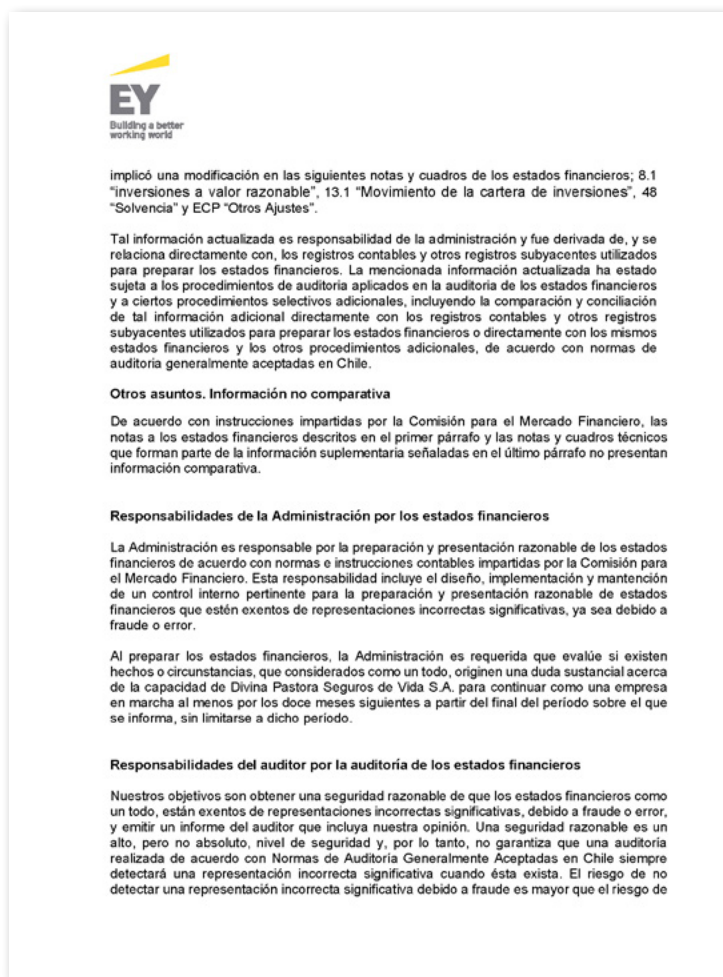 EY
Building a better
working world
implicó una modificación en las siguientes notas y cuadros de los estados financieros; 8.1
“inversiones a valor razonable”, 13.1 “Movimiento de la cartera de inversiones”, 48
“Solvencia” y ECP “Otros Ajustes”.
Tal información actualizada es responsabilidad de la administración y fue derivada de, y se
relaciona directamente con, los registros contables y otros registros subyacentes utilizados
para preparar los estados financieros. La mencionada información actualizada ha estado
sujeta a los procedimientos de auditoria aplicados en la auditoria de los estados financieros
y a ciertos procedimientos selectivos adicionales, incluyendo la comparación y conciliación
de tal información adicional directamente con los registros contables y otros registros
subyacentes utilizados para preparar los estados financieros o directamente con los mismos
estados financieros y los otros procedimientos adicionales, de acuerdo con normas de
auditoria generalmente aceptadas en Chile.
Otros asuntos. Información no comparativa
De acuerdo con instrucciones impartidas por la Comisión para el Mercado Financiero, las
notas a los estados financieros descritos en el primer párrafo y las notas y cuadros técnicos
que forman parte de la información suplementaria señaladas en el último párrafo no presentan
información comparativa.
Responsabilidades de la Administración por los estados financieros
La Administración es responsable por la preparación y presentación razonable de los estados
financieros de acuerdo con normas e instrucciones contables impartidas por la Comisión para
el Mercado Financiero. Esta responsabilidad incluye el diseño, implementación y mantención
de un control interno pertinente para la preparación y presentación razonable de estados
financieros que estén exentos de representaciones incorrectas significativas, ya sea debido a
fraude o error.
Al preparar los estados financieros, la Administración es requerida que evalúe si existen
hechos o circunstancias, que considerados como un todo, originen una duda sustancial acerca
de la capacidad de Divina Pastora Seguros de Vida S.A. para continuar como una empresa
en marcha al menos por los doce meses siguientes a partir del final del período sobre el que
se informa, sin limitarse a dicho período.
Responsabilidades del auditor por la auditoría de los estados financieros
Nuestros objetivos son obtener una seguridad razonable de que los estados financieros como
un todo, están exentos de representaciones incorrectas significativas, debido a fraude o error,
y emitir un informe del auditor que incluya nuestra opinión. Una seguridad razonable es un
alto, pero no absoluto, nivel de seguridad y, por lo tanto, no garantiza que una auditoría
realizada de acuerdo con Normas de Auditoría Generalmente Aceptadas en Chile siempre
detectará una representación incorrecta significativa cuando ésta exista. El riesgo de no
detectar una representación incorrecta significativa debido a fraude es mayor que el riesgo de